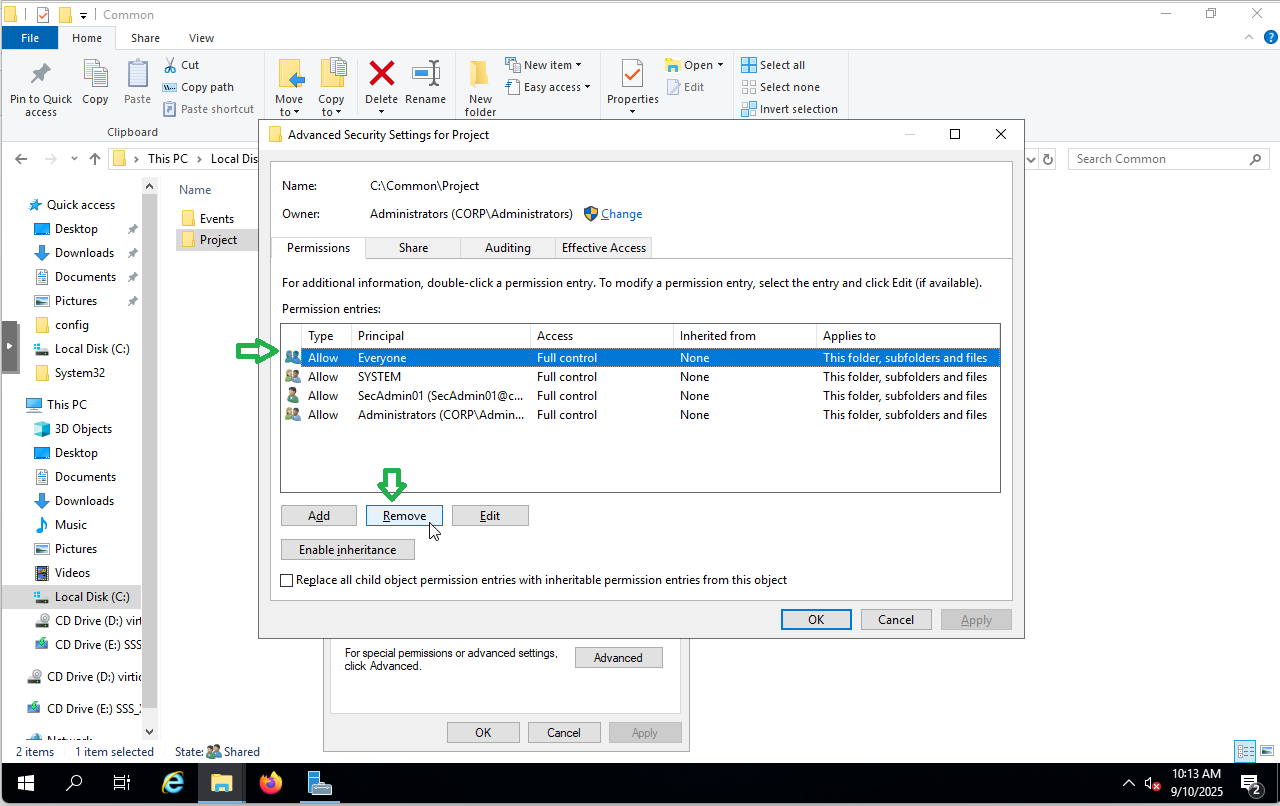 Common
File Home Share View
Pin to Quick access
Copy
Paste
Cut
Copy path
Paste shortcut
Clipboard
Move to
Copy to
Delete
Rename
New folder
New item
Easy access
Properties
Open
Edit
Select all
Select none
Invert selection
This PC Local Dis
Search Common
Quick access
Desktop
Downloads
Documents
Pictures
config
Local Disk (C:)
System32
This PC
3D Objects
Desktop
Documents
Downloads
Music
Pictures
Videos
Local Disk (C:)
CD Drive (D:) virti
CD Drive (E:) SSS
CD Drive (D:) virtic
CD Drive (E:) SSS_
Network
Name
Events
Project
Advanced Security Settings for Project
Name: C:\Common\Project
Owner: Administrators (CORP\Administrators) Change
Permissions Share Auditing Effective Access
For additional information, double-click a permission entry. To modify a permission entry, select the entry and click Edit (if available).
Permission entries:
Type Principal Access Inherited from Applies to
Allow Everyone Full control None This folder, subfolders and files
Allow SYSTEM Full control None This folder, subfolders and files
Allow SecAdmin01 (SecAdmin01@c... Full control None This folder, subfolders and files
Allow Administrators (CORP\Admin... Full control None This folder, subfolders and files
Add Remove Edit
Enable inheritance
Replace all child object permission entries with inheritable permission entries from this object
OK Cancel Apply
For special permissions or advanced settings,
click Advanced.
Advanced
OK Cancel Apply
2 items 1 item selected State: Shared
10:13 AM
9/10/2025
2